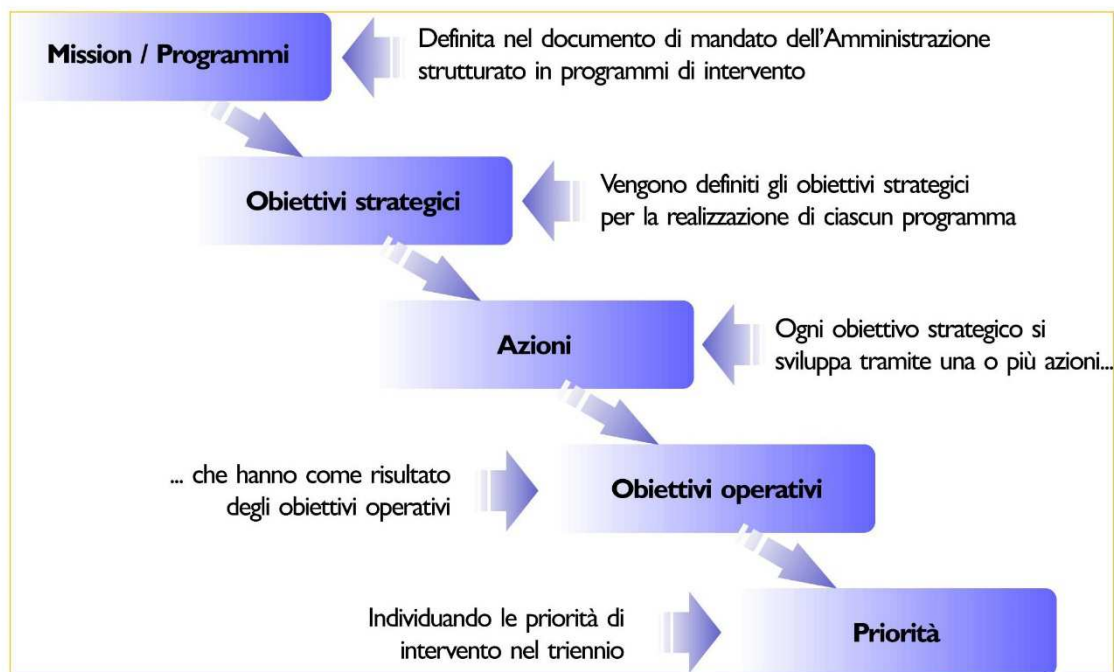 Mission / Programmi
Definita nel documento di mandato dell'Amministrazione
strutturato in programmi di intervento
Obiettivi strategici
Vengono definiti gli obiettivi strategici
per la realizzazione di ciascun programma
Azioni
Ogni obiettivo strategico si
sviluppa tramite una o più azioni...
... che hanno come risultato
degli obiettivi operativi
Obiettivi operativi
Individuando le priorità di
intervento nel triennio
Priorità